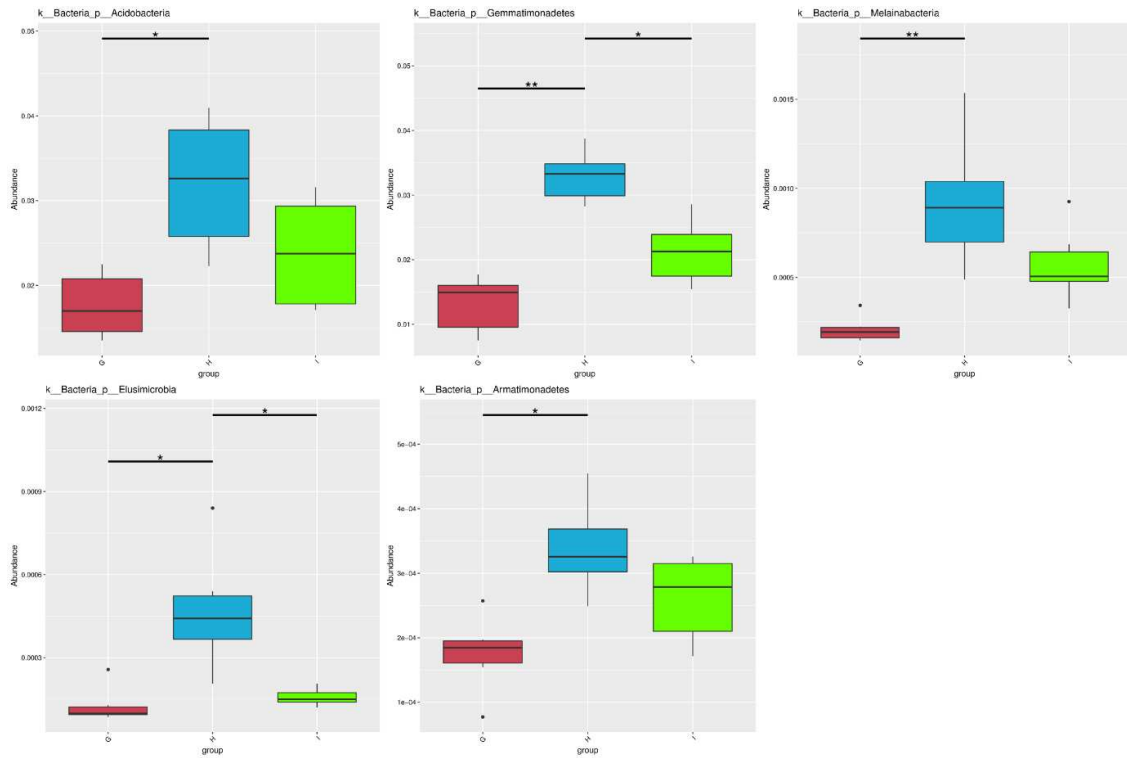 k__Bacteria_p__Acidobacteria
*
0.05
0.04
0.03
0.02
Abundance
G
H
I
group
k__Bacteria_p__Gemmatimonadetes
*
**
0.05
0.04
0.03
0.02
0.01
Abundance
G
H
I
group
k__Bacteria_p__Melainabacteria
**
0.0015
0.0010
0.0005
Abundance
G
H
I
group
k__Bacteria_p__Elusimicrobia
*
*
0.0012
0.0009
0.0006
0.0003
Abundance
G
H
I
group
k__Bacteria_p__Armatimonadetes
*
5e−04
4e−04
3e−04
2e−04
1e−04
Abundance
G
H
I
group